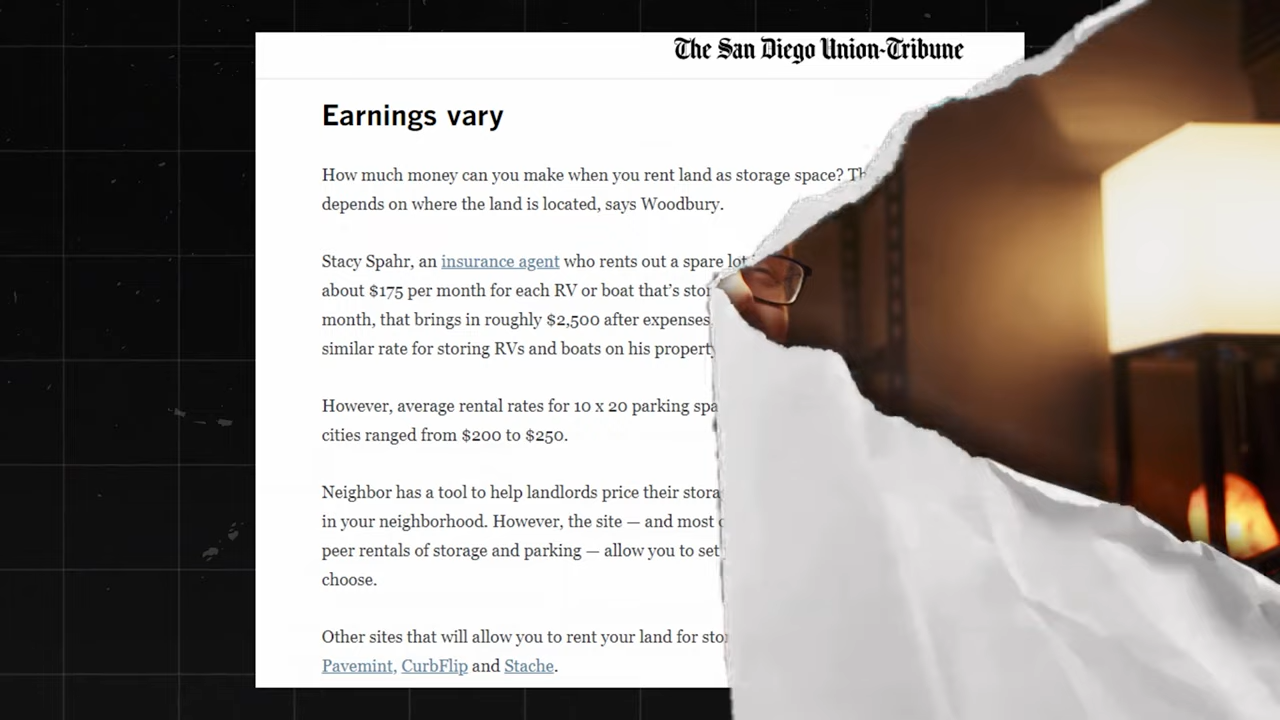 The San Diego Union-Tribune
Earnings vary
How much money can you make when you rent land as storage space?
depends on where the land is located, says Woodbury.
Stacy Spahr, an insurance agent who rents out a spare lot
about $175 per month for each RV or boat that's
month, that brings in roughly $2,500 after expenses
similar rate for storing RVs and boats on his property
However, average rental rates for 10 x 20 parking
cities ranged from $200 to $250.
Neighbor has a tool to help landlords price their
in your neighborhood. However, the site — and most
peer rentals of storage and parking — allow you to set
choose.
Other sites that will allow you to rent your land for
Pavemint, CurbFlip and Stache.